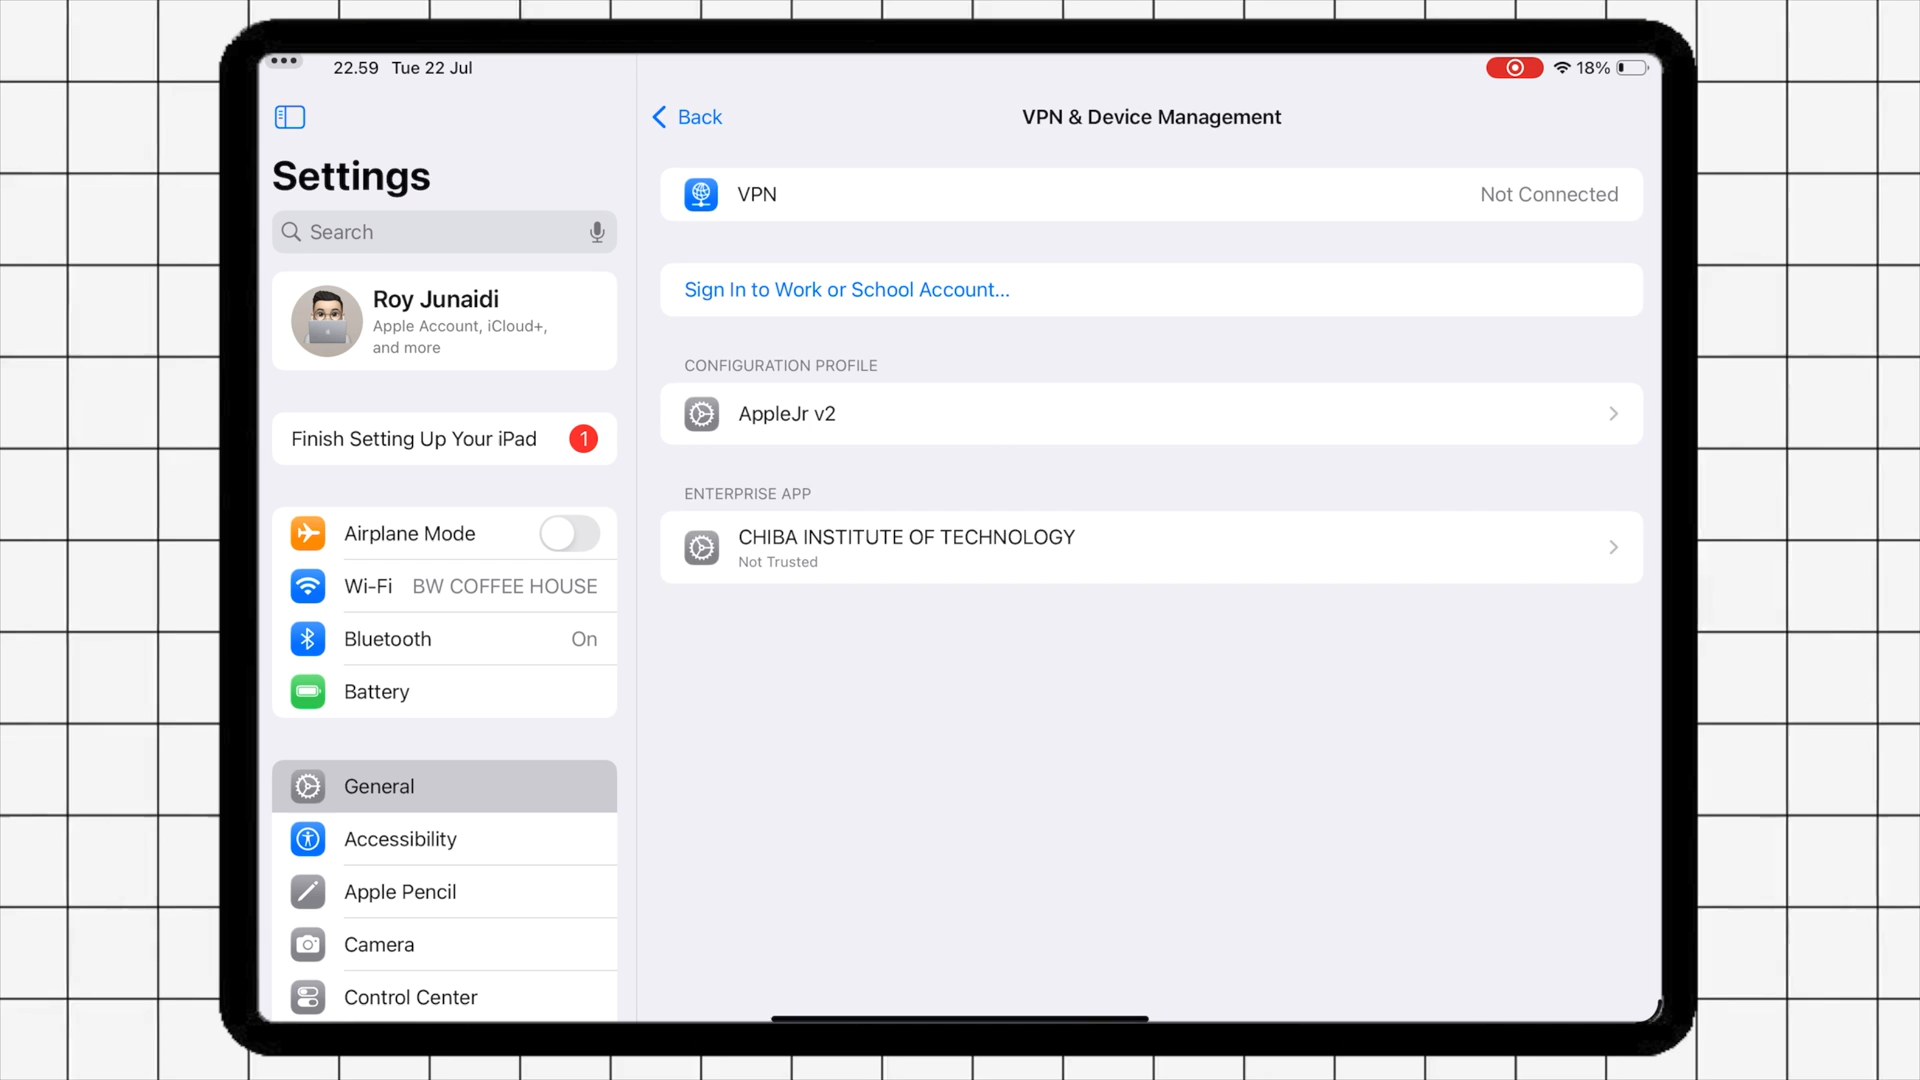 22.59 Tue 22 Jul
18%
Settings
Search
Roy Junaidi
Apple Account, iCloud+,
and more
Finish Setting Up Your iPad 1
Airplane Mode
Wi-Fi BW COFFEE HOUSE
Bluetooth On
Battery
General
Accessibility
Apple Pencil
Camera
Control Center
Back
VPN & Device Management
VPN Not Connected
Sign In to Work or School Account...
CONFIGURATION PROFILE
AppleJr v2
ENTERPRISE APP
CHIBA INSTITUTE OF TECHNOLOGY
Not Trusted